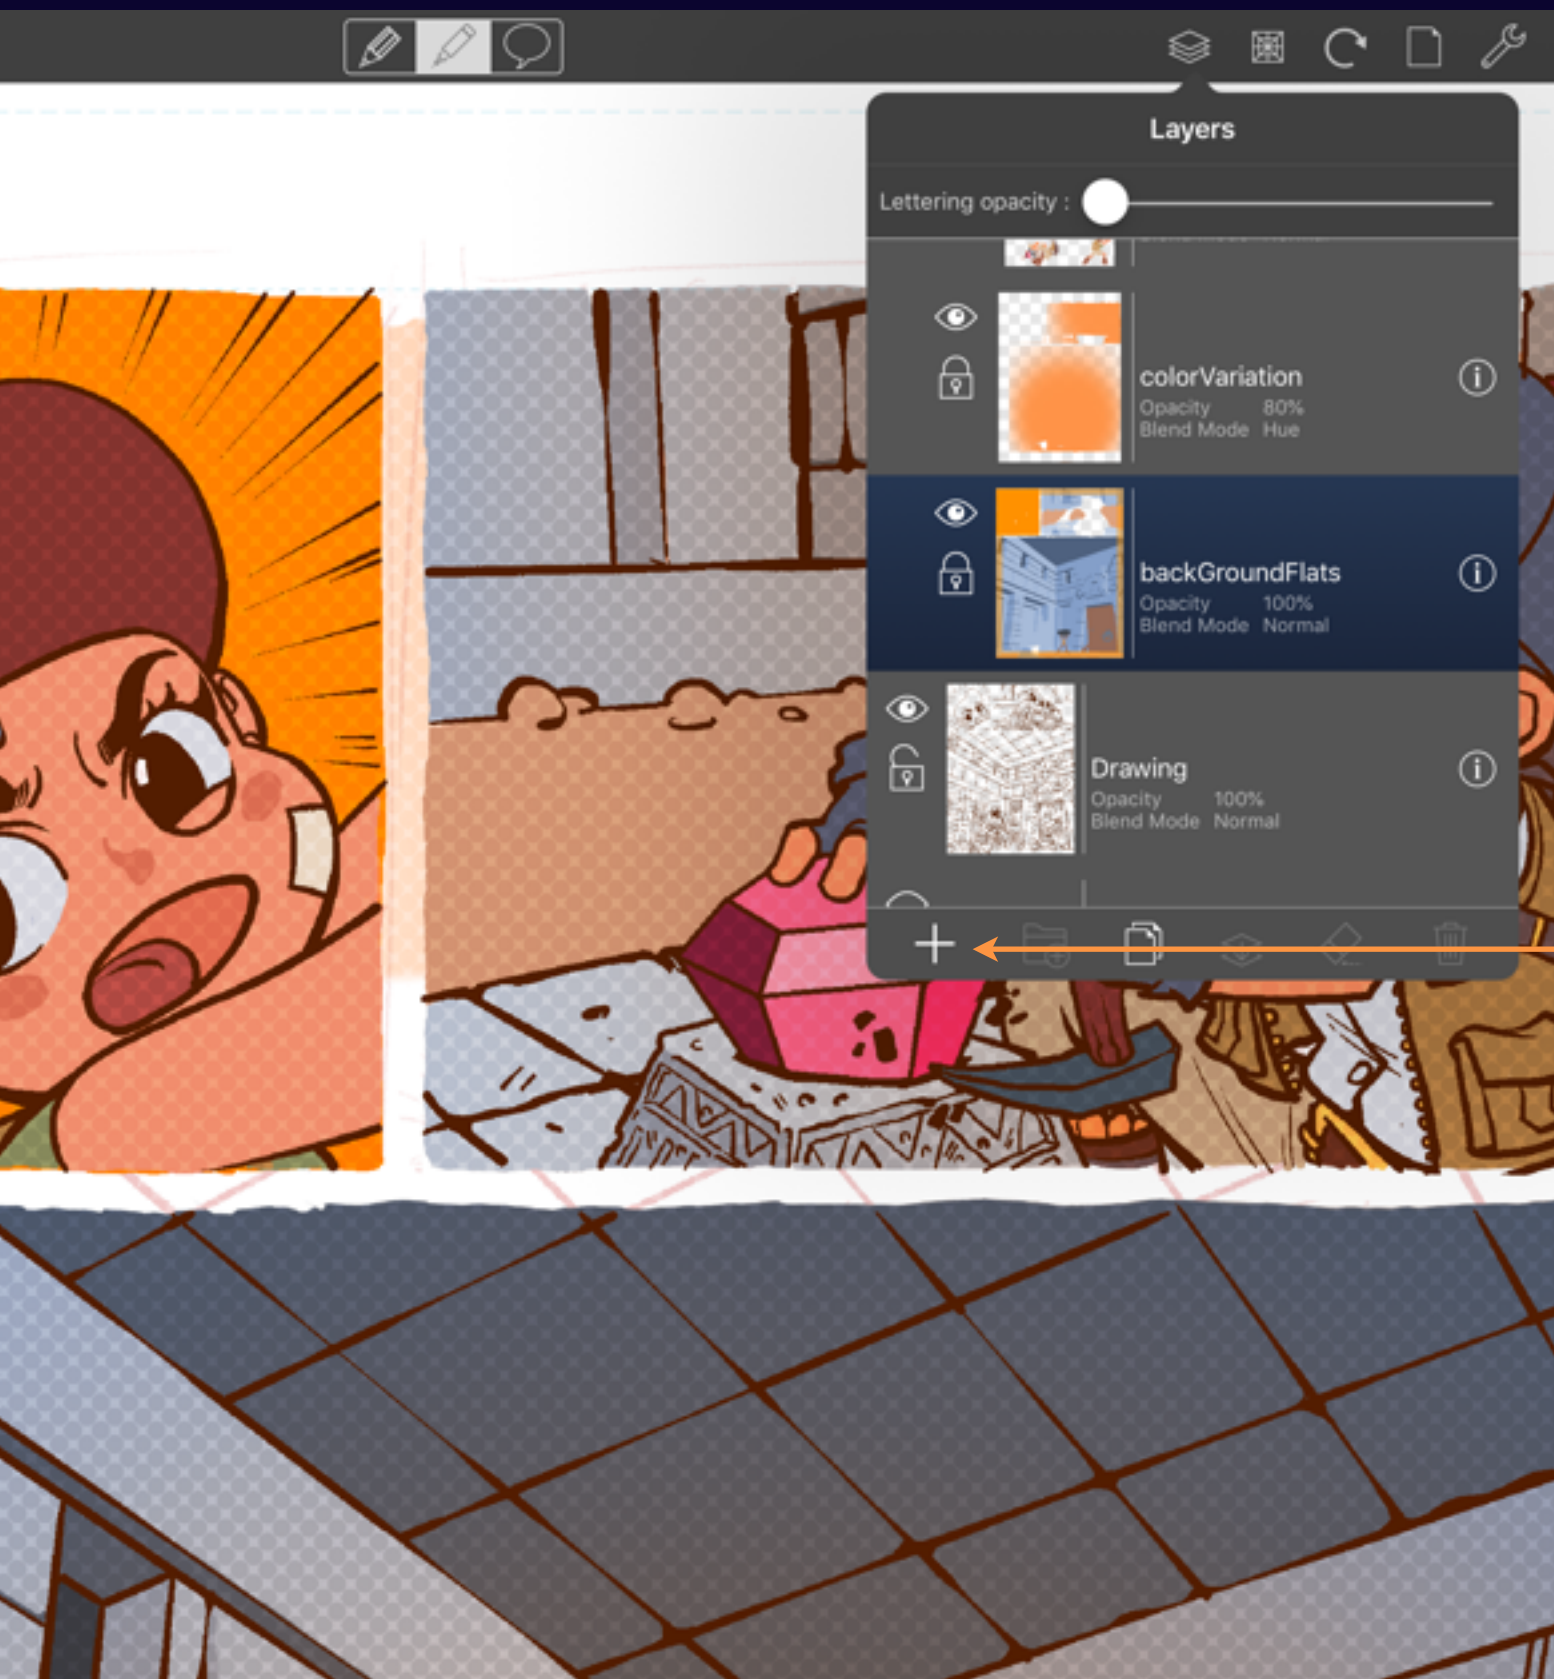 Layers
Lettering opacity :
colorVariation
Opacity 80%
Blend Mode Hue
backGroundFlats
Opacity 100%
Blend Mode Normal
Drawing
Opacity 100%
Blend Mode Normal